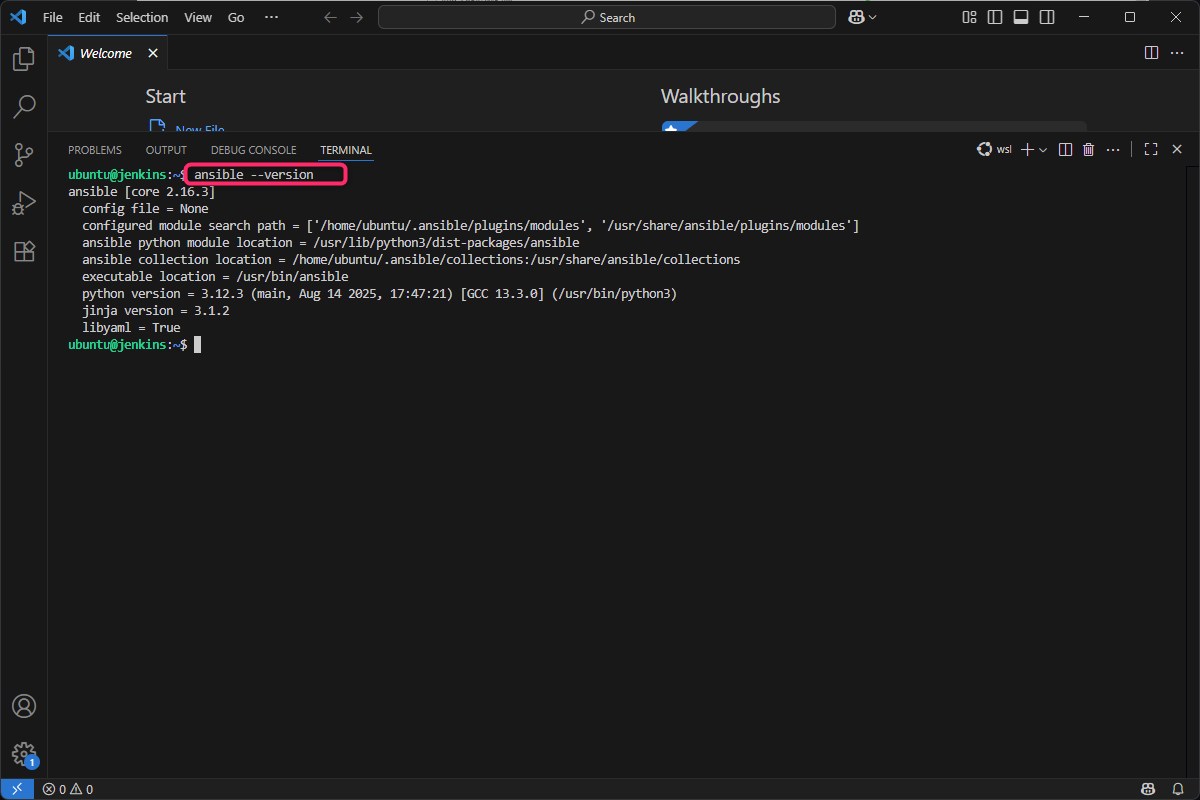 File Edit Selection View Go ··· Search
Welcome
Start
Walkthroughs
New File...
PROBLEMS OUTPUT DEBUG CONSOLE TERMINAL wsl
ubuntu@jenkins:~$ ansible --version
ansible [core 2.16.3]
  config file = None
  configured module search path = ['/home/ubuntu/.ansible/plugins/modules', '/usr/share/ansible/plugins/modules']
  ansible python module location = /usr/lib/python3/dist-packages/ansible
  ansible collection location = /home/ubuntu/.ansible/collections:/usr/share/ansible/collections
  executable location = /usr/bin/ansible
  python version = 3.12.3 (main, Aug 14 2025, 17:47:21) [GCC 13.3.0] (/usr/bin/python3)
  jinja version = 3.1.2
  libyaml = True
ubuntu@jenkins:~$
1
0 0